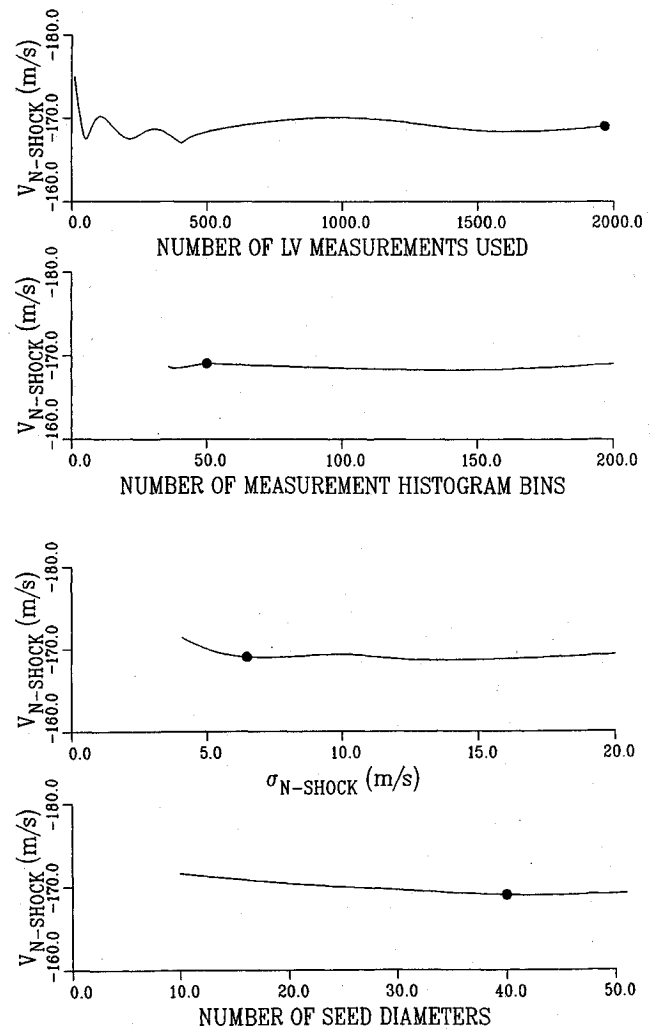 V_N-SHOCK (m/s)
-180.0
-170.0
-160.0
0.0 500.0 1000.0 1500.0 2000.0
NUMBER OF LV MEASUREMENTS USED
V_N-SHOCK (m/s)
-180.0
-170.0
-160.0
0.0 50.0 100.0 150.0 200.0
NUMBER OF MEASUREMENT HISTOGRAM BINS
V_N-SHOCK (m/s)
-180.0
-170.0
-160.0
0.0 5.0 10.0 15.0 20.0
σ_N-SHOCK (m/s)
V_N-SHOCK (m/s)
-180.0
-170.0
-160.0
0.0 10.0 20.0 30.0 40.0 50.0
NUMBER OF SEED DIAMETERS